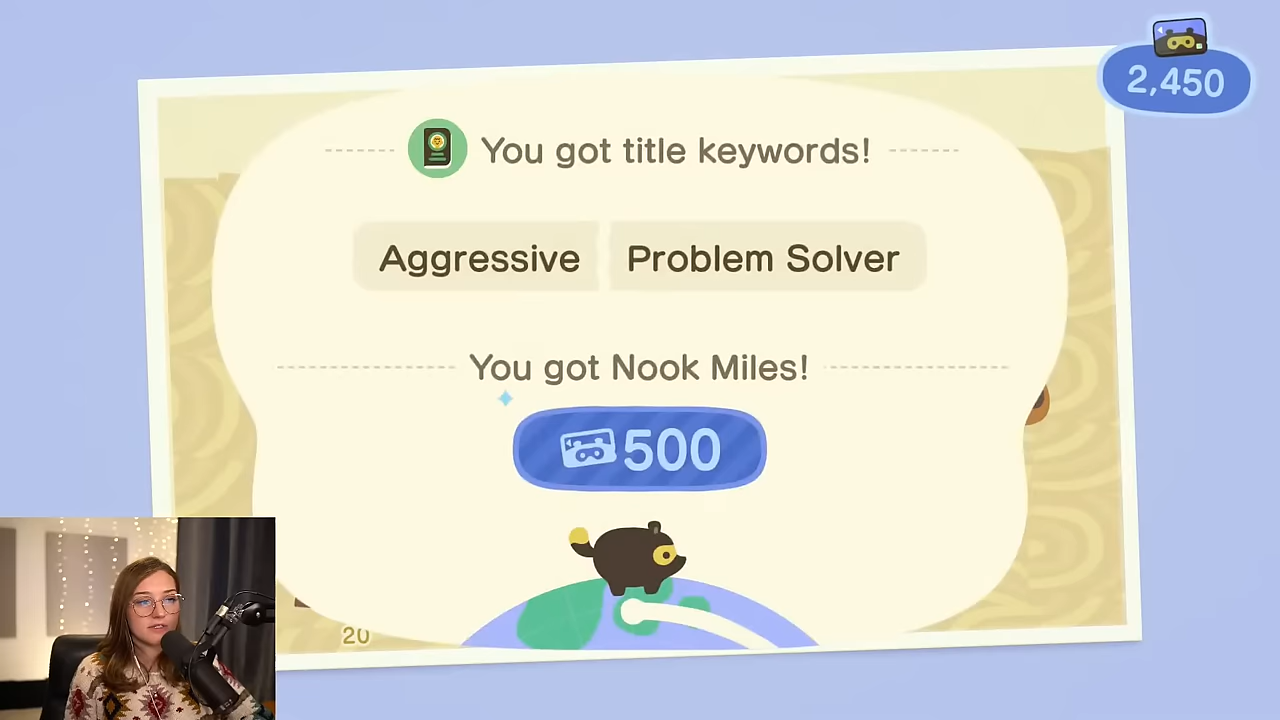 2,450
You got title keywords!
Aggressive Problem Solver
You got Nook Miles!
500
20